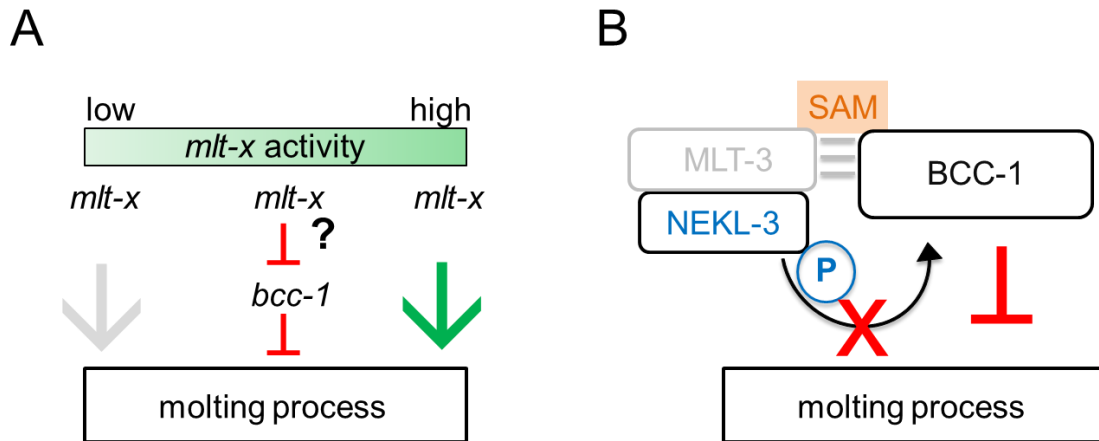 A
low high
mlt-x activity
mlt-x mlt-x mlt-x
?
bcc-1
molting process
B
SAM
MLT-3
BCC-1
NEKL-3
P
X
molting process